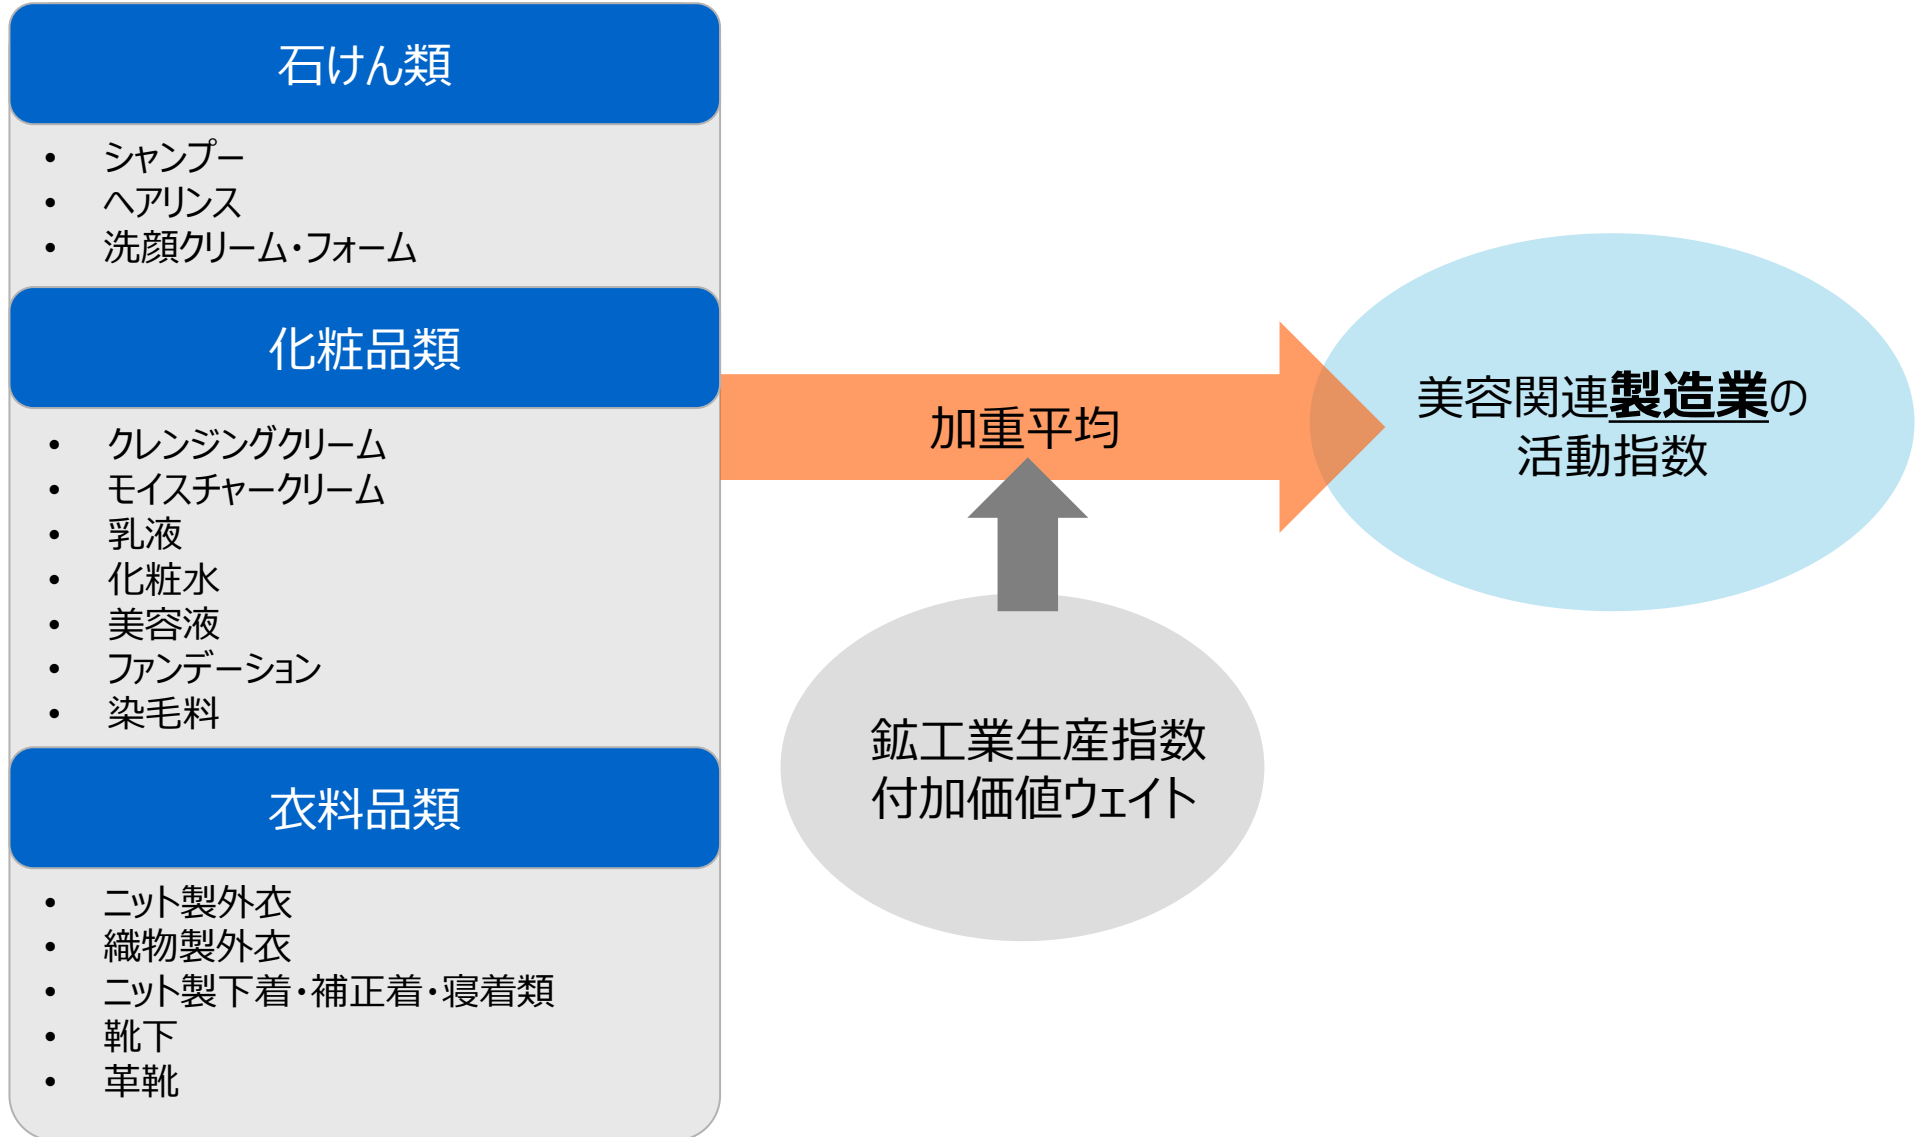 石けん類
• シャンプー
• ヘアリンス
• 洗顔クリーム・フォーム
化粧品類
• クレンジングクリーム
• モイスチャークリーム
• 乳液
• 化粧水
• 美容液
• ファンデーション
• 染毛料
衣料品類
• ニット製外衣
• 織物製外衣
• ニット製下着・補正着・寝着類
• 靴下
• 革靴
加重平均
鉱工業生産指数
付加価値ウェイト
美容関連製造業の
活動指数